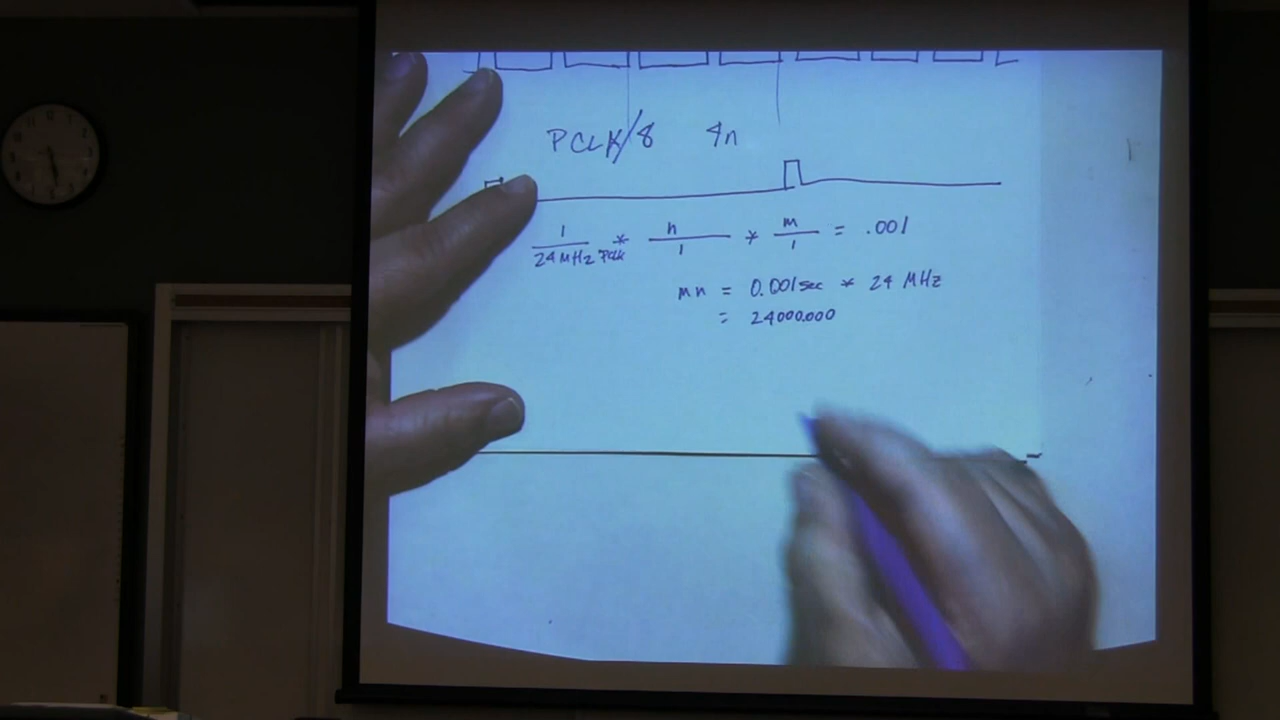 PCLK/8 4n
1/24MHz Pclk * n/1 * m/1 = .001
mn = 0.001sec * 24 MHz
= 24000.000